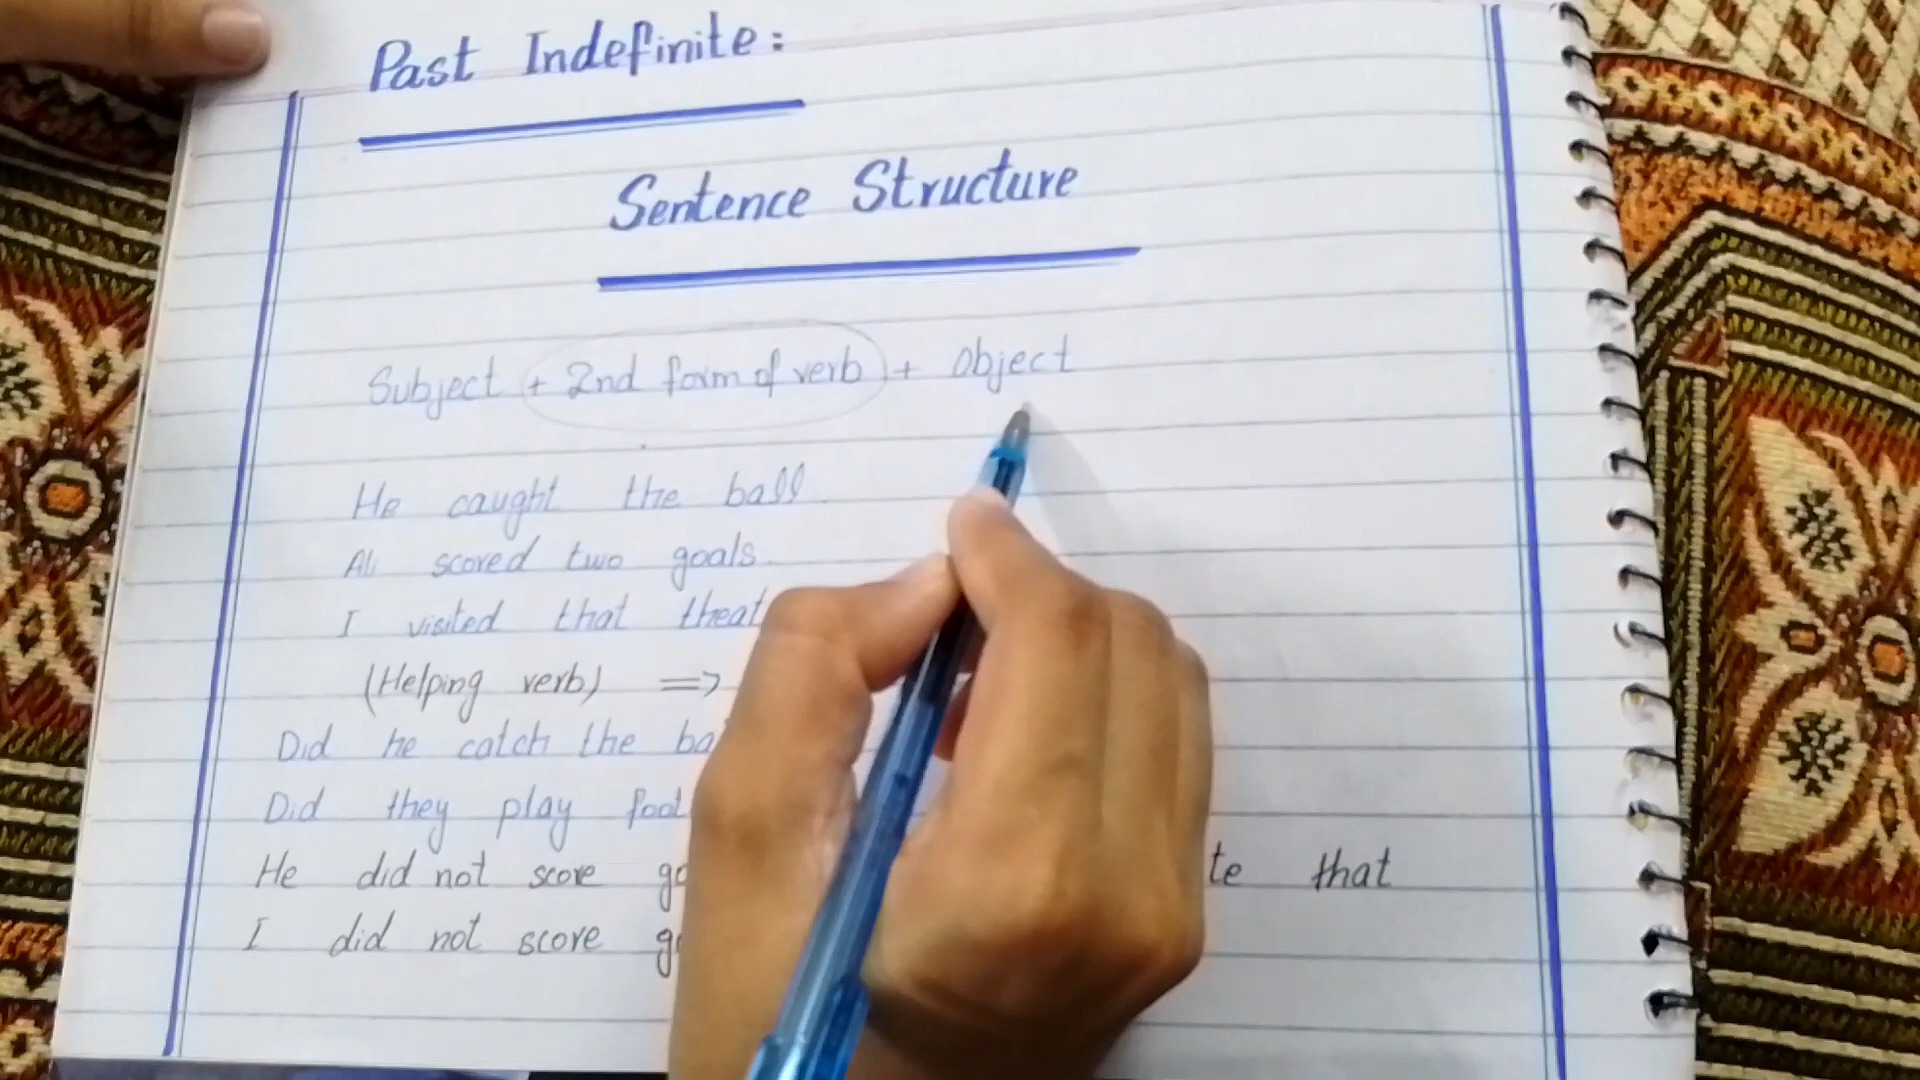 Past Indefinite:
Sentence Structure
Subject + 2nd form of verb + Object
He caught the ball.
Ali scored two goals.
I visited that
(Helping verb) =>
Did he catch the
Did they play
He did not score that
I did not score